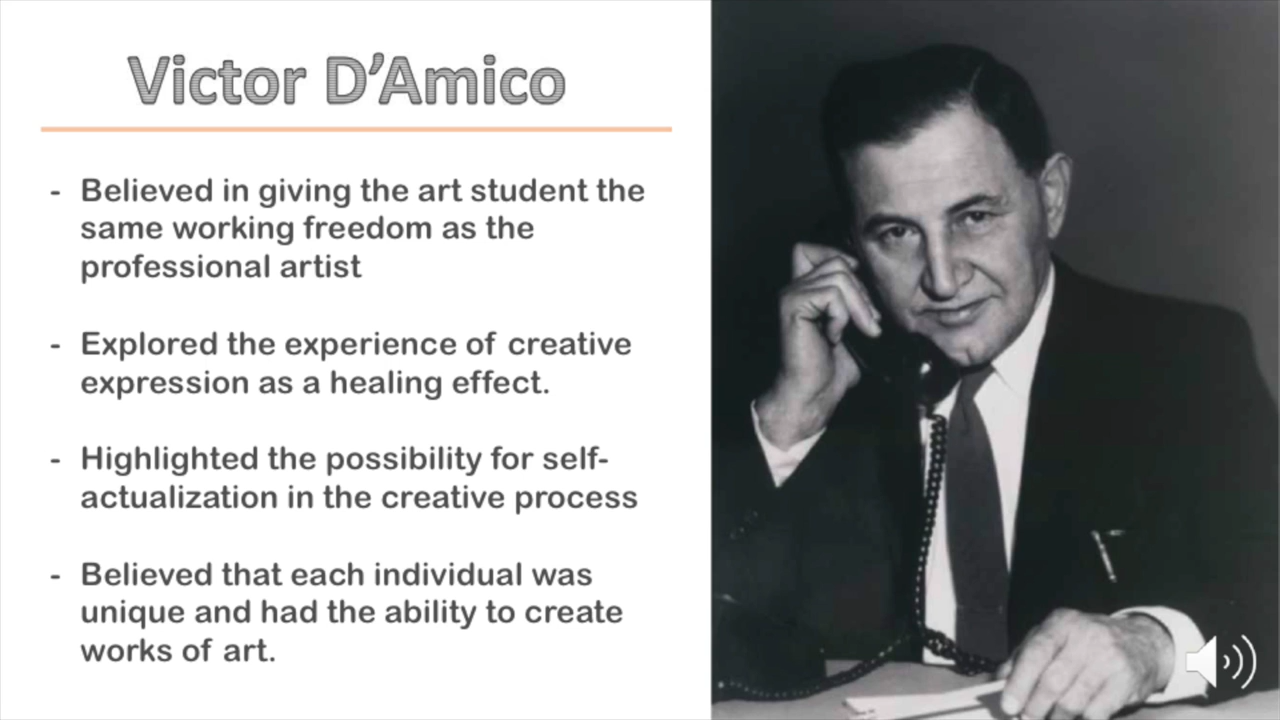 Victor D’Amico
- Believed in giving the art student the
same working freedom as the
professional artist
- Explored the experience of creative
expression as a healing effect.
- Highlighted the possibility for self-
actualization in the creative process
- Believed that each individual was
unique and had the ability to create
works of art.